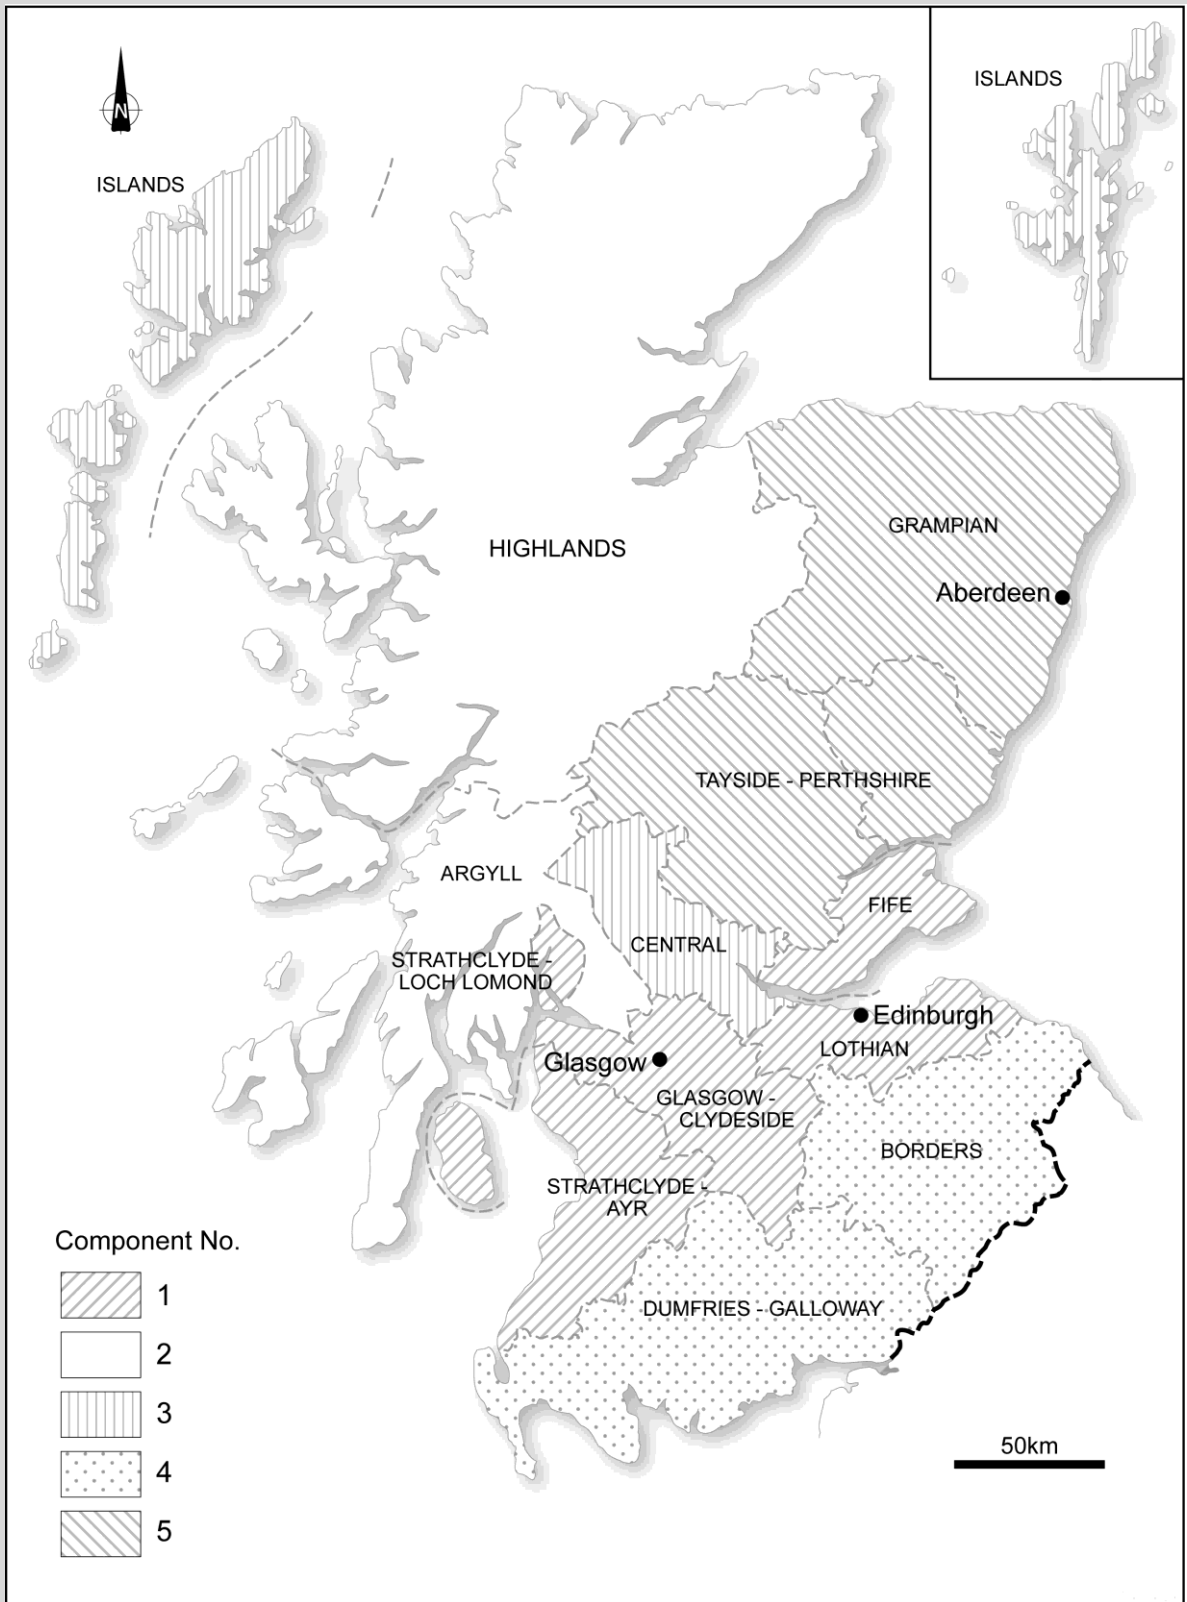 N
ISLANDS
ISLANDS
HIGHLANDS
GRAMPIAN
Aberdeen
TAYSIDE - PERTHSHIRE
ARGYLL
FIFE
CENTRAL
STRATHCLYDE -
LOCH LOMOND
Edinburgh
LOTHIAN
Glasgow
GLASGOW -
CLYDESIDE
BORDERS
STRATHCLYDE -
AYR
DUMFRIES - GALLOWAY
Component No.
1
2
3
4
5
50km